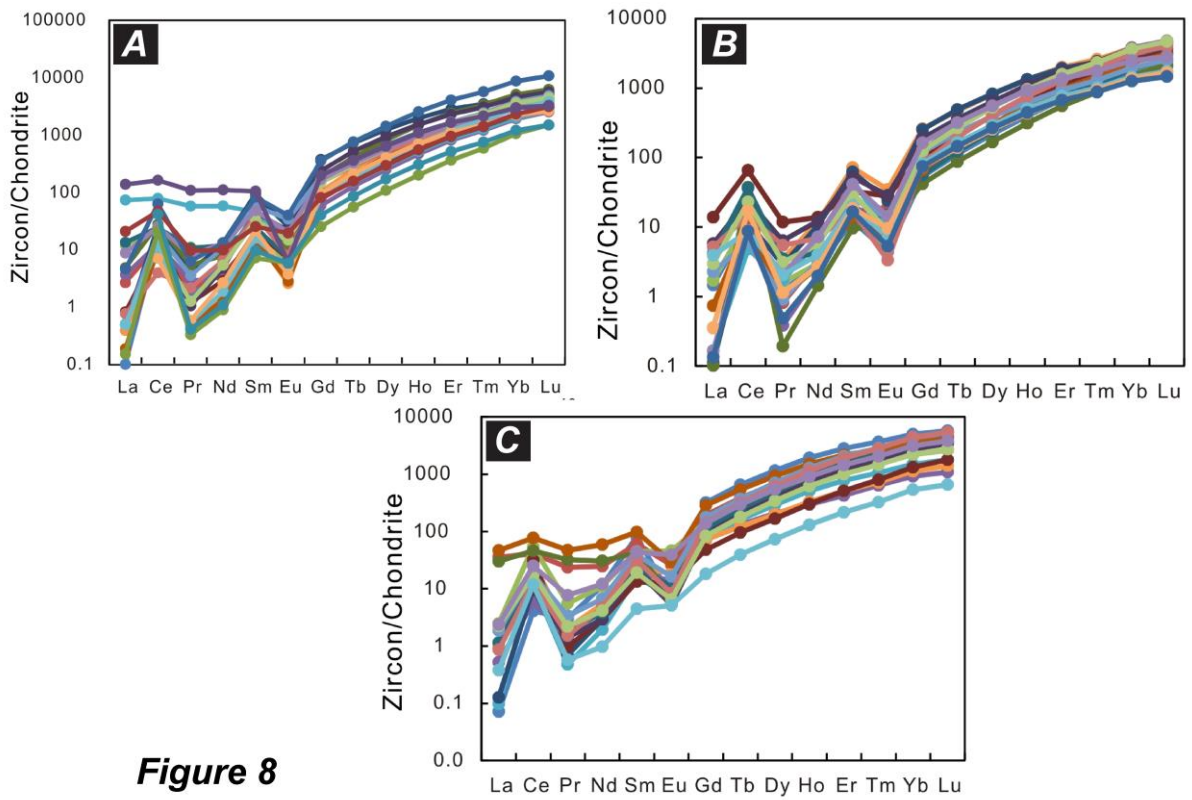 A
100000
10000
1000
100
10
1
0.1
Zircon/Chondrite
La Ce Pr Nd Sm Eu Gd Tb Dy Ho Er Tm Yb Lu
B
10000
1000
100
10
1
0.1
Zircon/Chondrite
La Ce Pr Nd Sm Eu Gd Tb Dy Ho Er Tm Yb Lu
C
10000
1000
100
10
1
0.1
0.0
Zircon/Chondrite
La Ce Pr Nd Sm Eu Gd Tb Dy Ho Er Tm Yb Lu
Figure 8